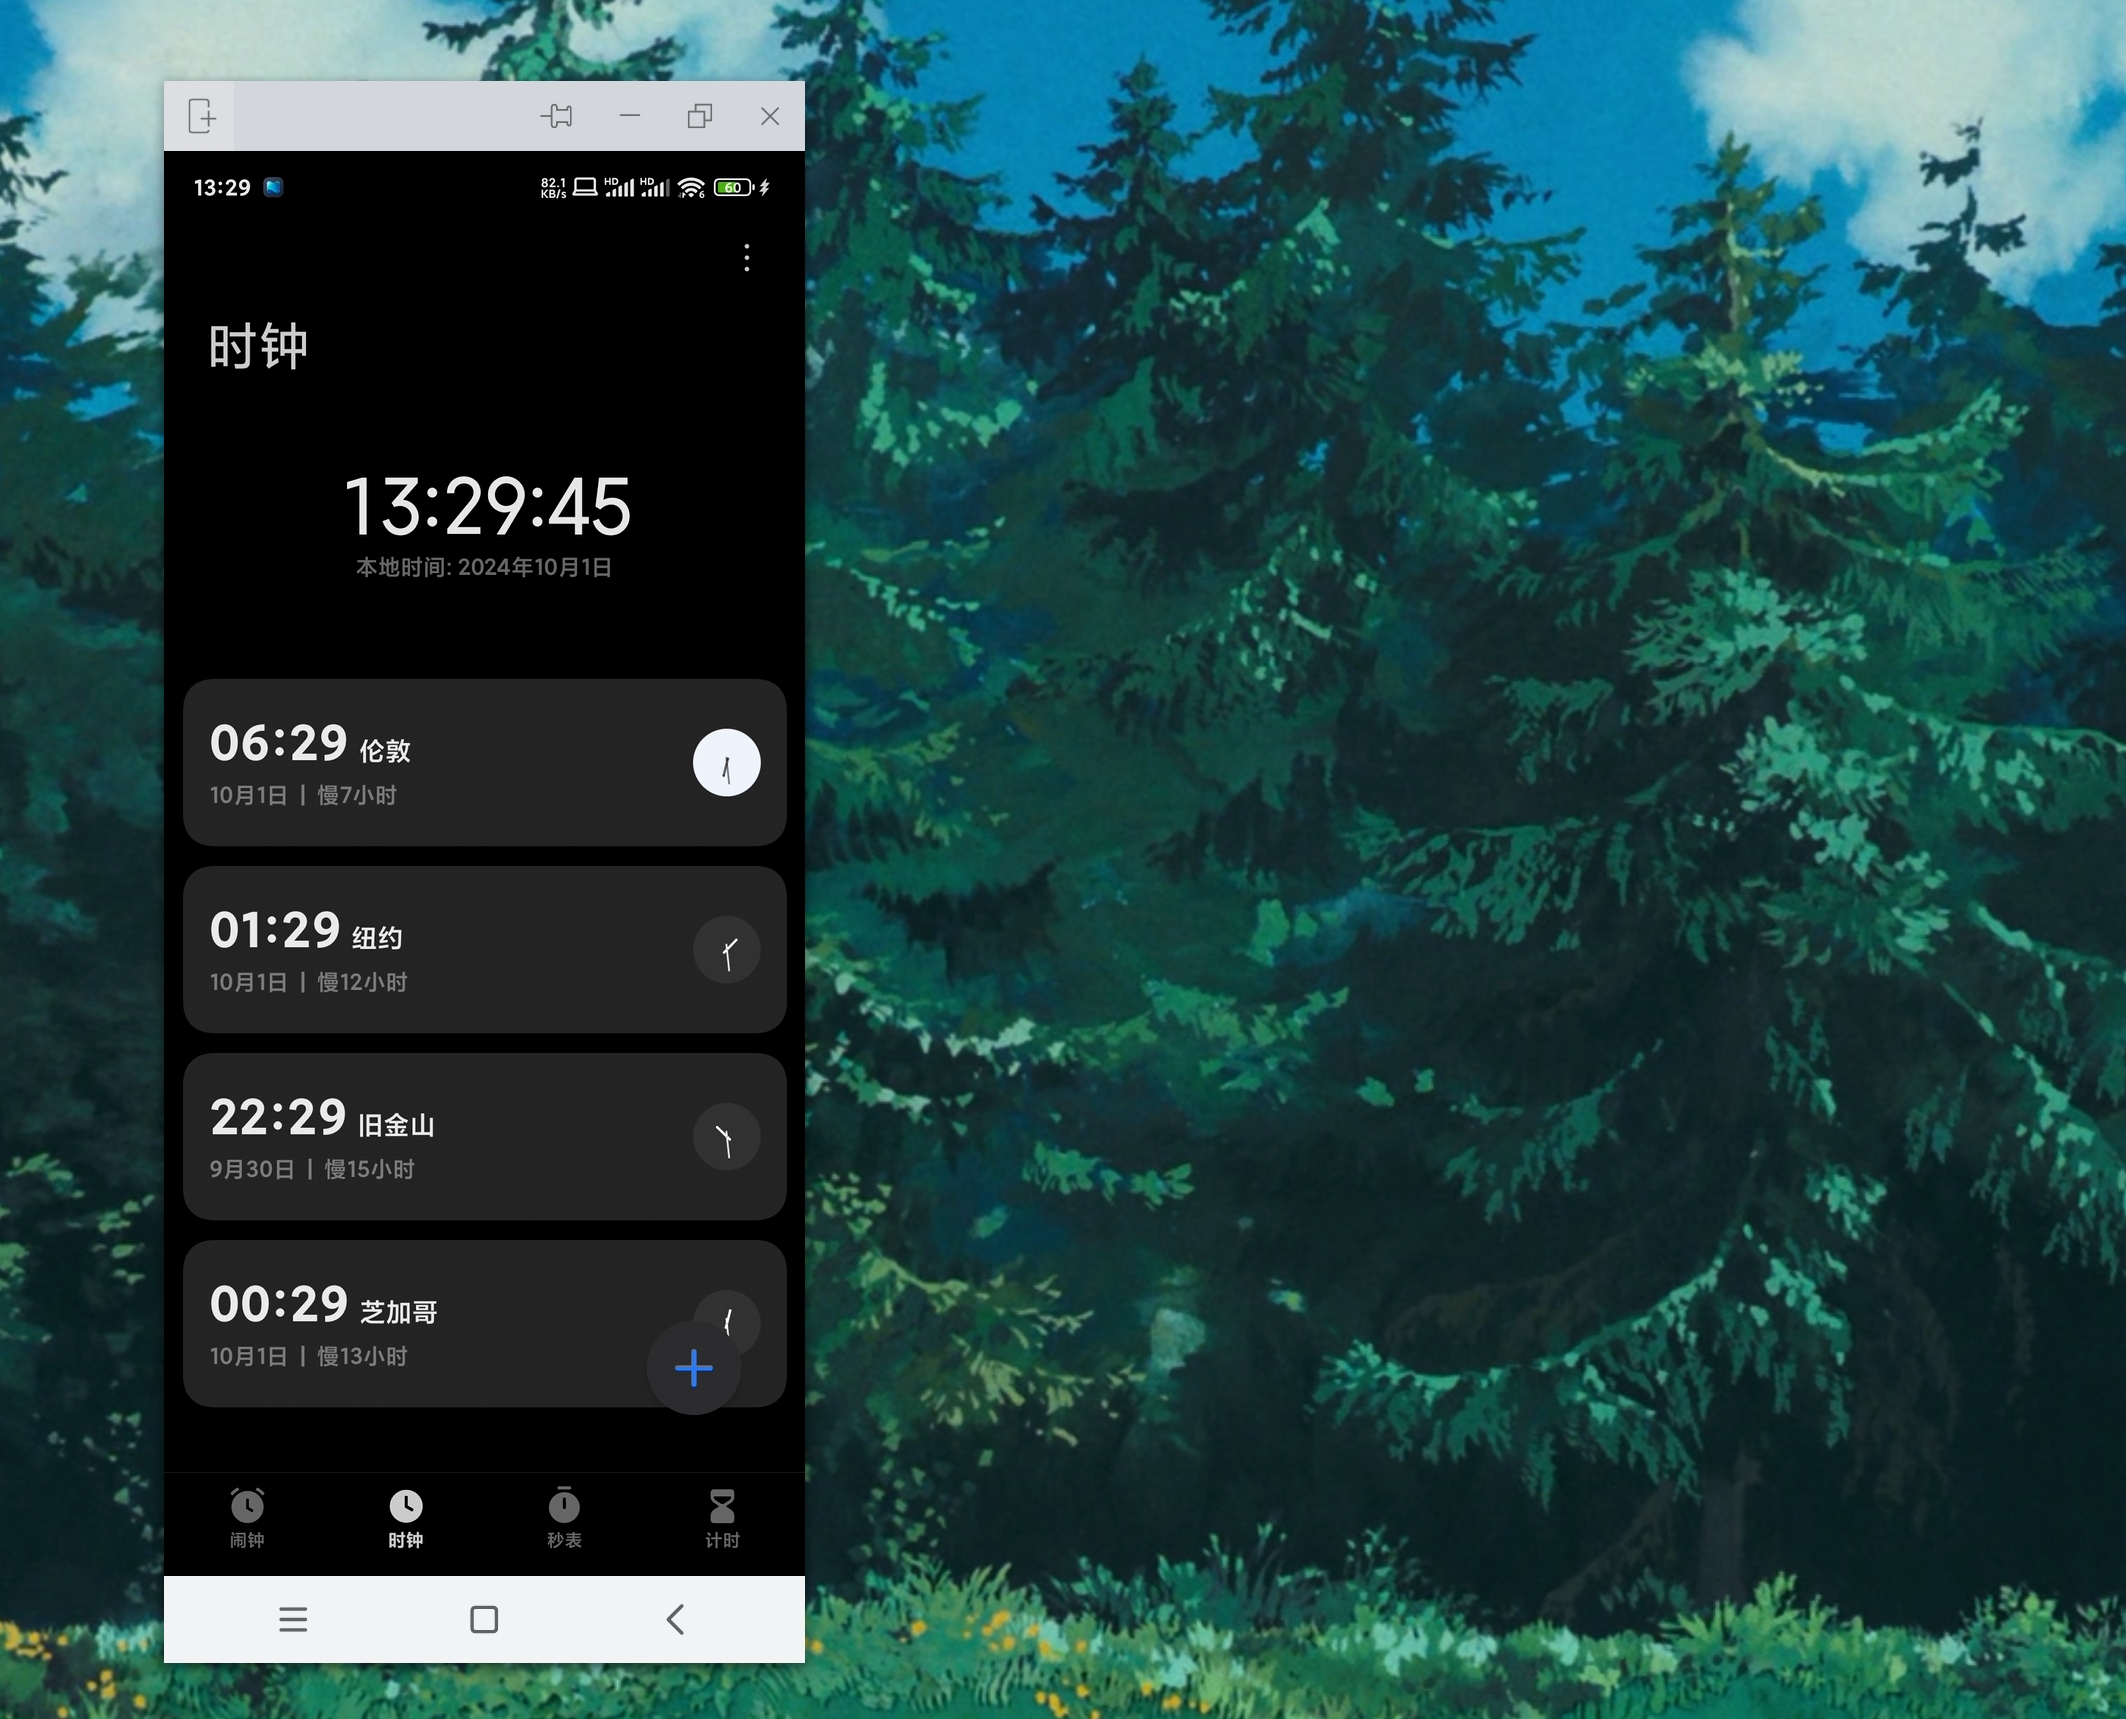 13:29
82.1
KB/s
HD
HD
6
60
时钟
13:29:45
本地时间: 2024年10月1日
06:29 伦敦
10月1日 | 慢7小时
01:29 纽约
10月1日 | 慢12小时
22:29 旧金山
9月30日 | 慢15小时
00:29 芝加哥
10月1日 | 慢13小时
闹钟
时钟
秒表
计时